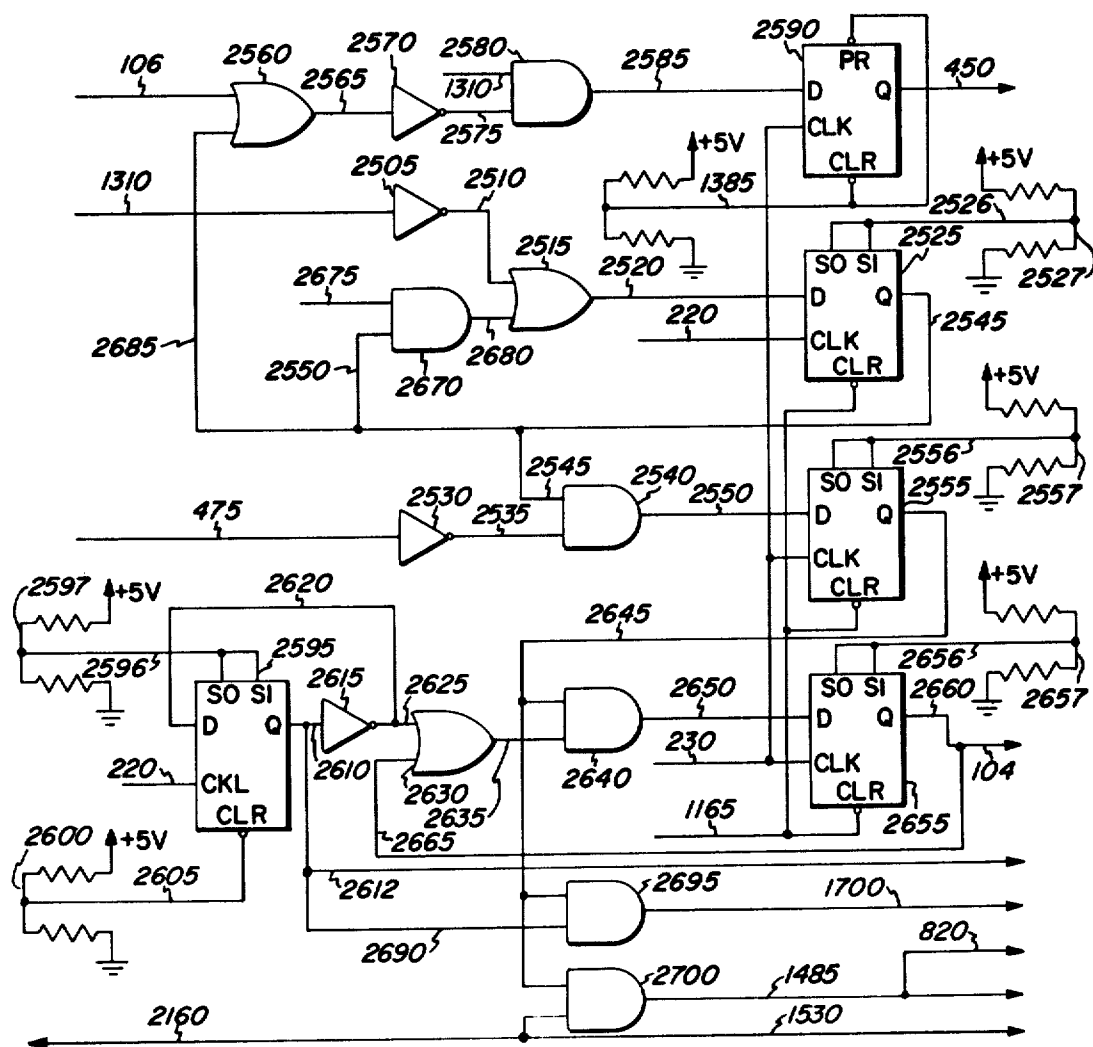 106
2560
2565
2570
2580
1310
2575
2585
2590
PR
D
Q
CLK
CLR
450
1310
2505
2510
+5V
1385
+5V
2526
2527
2515
2520
2525
SO SI
D
Q
CLK
CLR
2545
220
2675
2680
2670
2685
2550
+5V
2556
2557
2545
2540
2550
2555
SO SI
D
Q
CLK
CLR
475
2530
2535
2597
+5V
2620
2596
2595
SO SI
D
Q
CKL
CLR
220
2615
2625
2610
2630
2635
2645
2640
2650
230
+5V
2656
2657
SO SI
D
Q
CLK
CLR
2660
104
2655
1165
2665
2600
+5V
2605
2612
2695
1700
2690
820
2700
1485
2160
1530